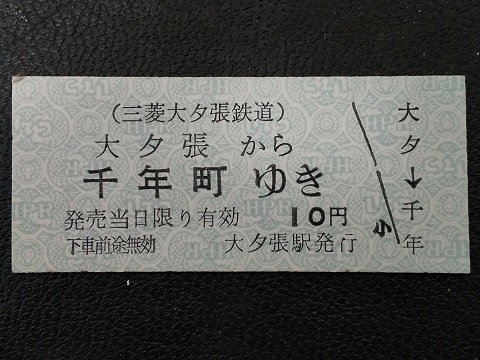 (三菱大夕張鉄道)
大夕張から
千年町ゆき
発売当日限り有効 10円
下車前途無効 大夕張駅発行
大夕↓千年
小